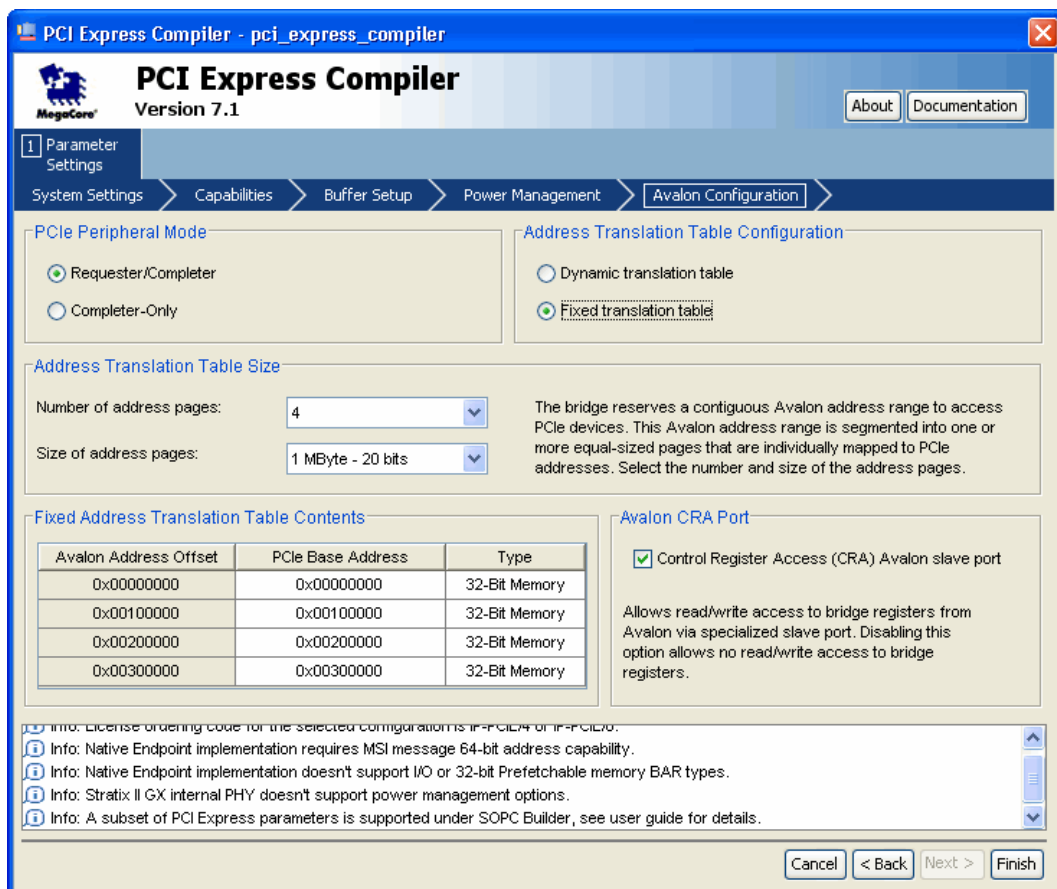 PCI Express Compiler - pci_express_compiler
MegaCore®
PCI Express Compiler
Version 7.1
About
Documentation
1 Parameter
Settings
System Settings
Capabilities
Buffer Setup
Power Management
Avalon Configuration
PCIe Peripheral Mode
Requester/Completer
Completer-Only
Address Translation Table Configuration
Dynamic translation table
Fixed translation table
Address Translation Table Size
Number of address pages:
4
Size of address pages:
1 MByte - 20 bits
The bridge reserves a contiguous Avalon address range to access
PCIe devices. This Avalon address range is segmented into one or
more equal-sized pages that are individually mapped to PCIe
addresses. Select the number and size of the address pages.
Fixed Address Translation Table Contents
Avalon Address Offset PCIe Base Address Type
0x00000000 0x00000000 32-Bit Memory
0x00100000 0x00100000 32-Bit Memory
0x00200000 0x00200000 32-Bit Memory
0x00300000 0x00300000 32-Bit Memory
Avalon CRA Port
Control Register Access (CRA) Avalon slave port
Allows read/write access to bridge registers from
Avalon via specialized slave port. Disabling this
option allows no read/write access to bridge
registers.
Info: License ordering code for the selected configuration is
Info: Native Endpoint implementation requires MSI message 64-bit address capability.
Info: Native Endpoint implementation doesn't support I/O or 32-bit Prefetchable memory BAR types.
Info: Stratix II GX internal PHY doesn't support power management options.
Info: A subset of PCI Express parameters is supported under SOPC Builder, see user guide for details.
Cancel
< Back
Next >
Finish